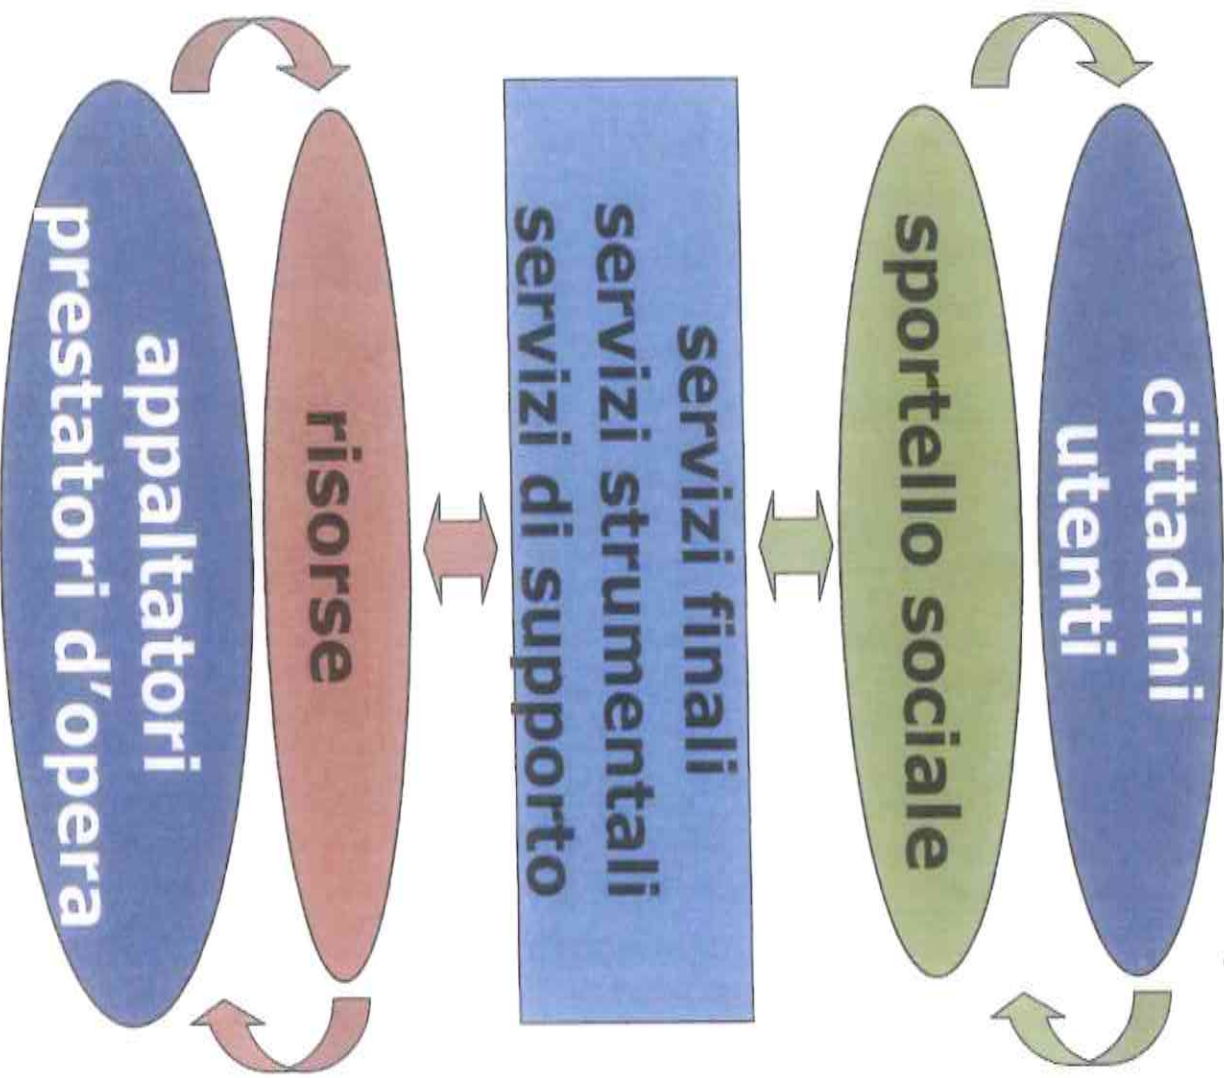 cittadini
utenti
sportello sociale
servizi finali
servizi strumentali
servizi di supporto
risorse
appaltatori
prestatori d'opera